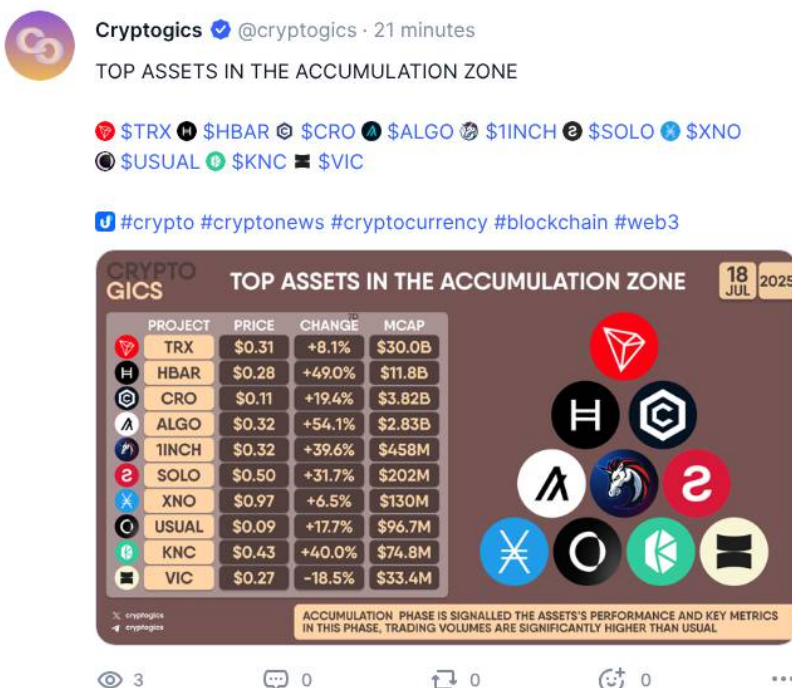 Cryptogics @cryptogics · 21 minutes
TOP ASSETS IN THE ACCUMULATION ZONE
$TRX $HBAR $CRO $ALGO $1INCH $SOLO $XNO
$USUAL $KNC $VIC
#crypto #cryptonews #cryptocurrency #blockchain #web3
CRYPTO
GICS
TOP ASSETS IN THE ACCUMULATION ZONE
18
JUL
2025
PROJECT PRICE CHANGE 7D MCAP
TRX $0.31 +8.1% $30.0B
HBAR $0.28 +49.0% $11.8B
CRO $0.11 +19.4% $3.82B
ALGO $0.32 +54.1% $2.83B
1INCH $0.32 +39.6% $458M
SOLO $0.50 +31.7% $202M
XNO $0.97 +6.5% $130M
USUAL $0.09 +17.7% $96.7M
KNC $0.43 +40.0% $74.8M
VIC $0.27 -18.5% $33.4M
cryptogics
cryptogics
ACCUMULATION PHASE IS SIGNALLED THE ASSETS'S PERFORMANCE AND KEY METRICS
IN THIS PHASE, TRADING VOLUMES ARE SIGNIFICANTLY HIGHER THAN USUAL
3 0 0 0